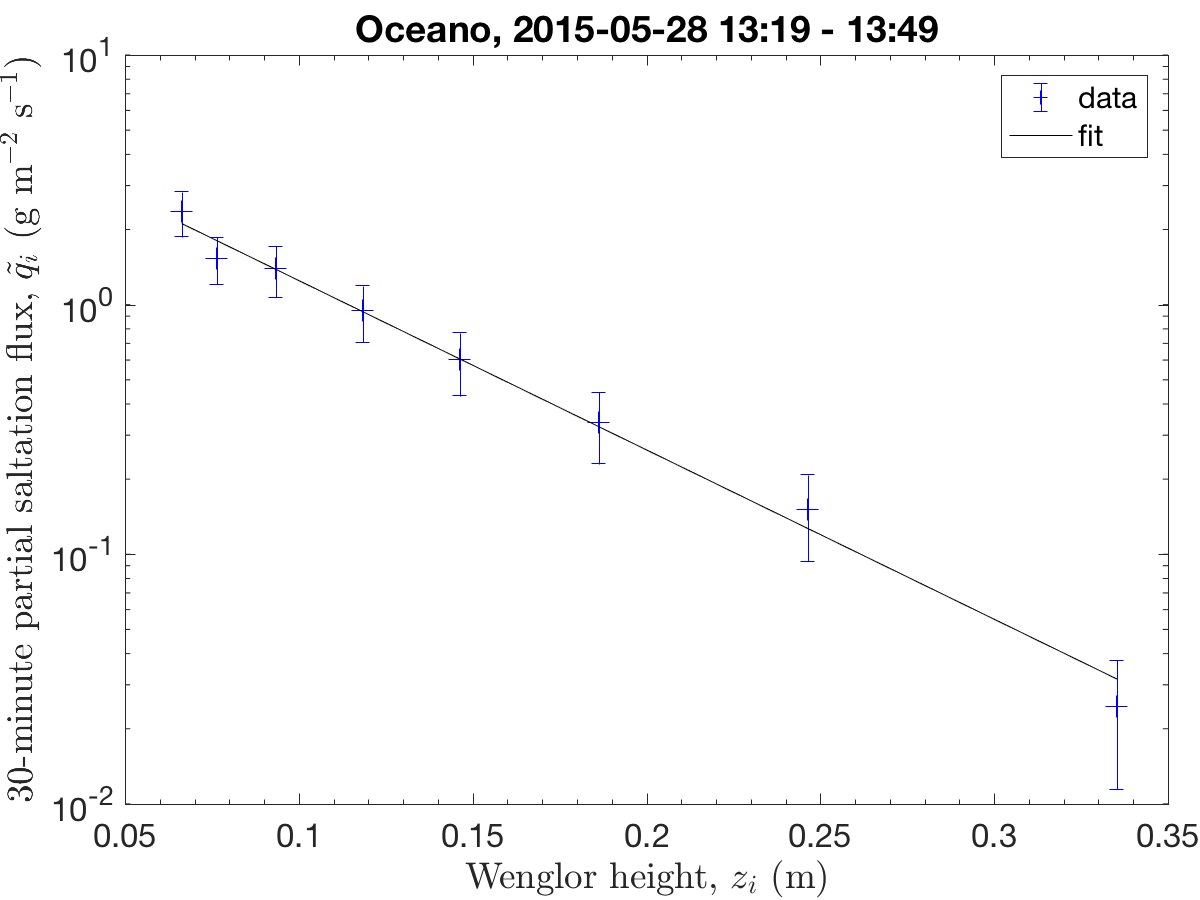 Oceano, 2015-05-28 13:19 - 13:49
10^1
10^0
10^-1
10^-2
30-minute partial saltation flux, q̃_i (g m^−2 s^−1)
data
fit
0.05 0.1 0.15 0.2 0.25 0.3 0.35
Wenglor height, z_i (m)